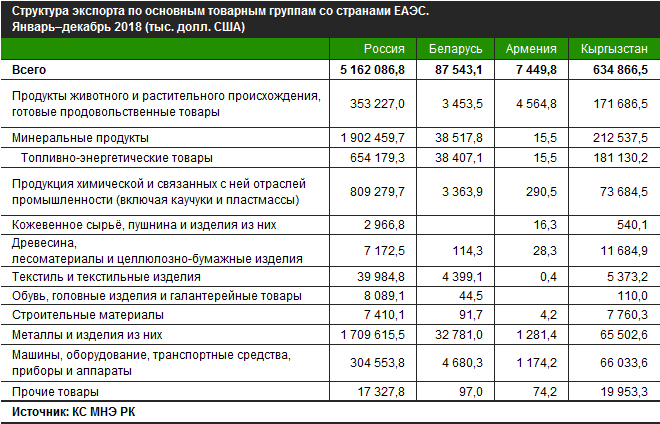 Структура экспорта по основным товарным группам со странами ЕАЭС.
Январь–декабрь 2018 (тыс. долл. США)
Россия Беларусь Армения Кыргызстан
Всего 5 162 086,8 87 543,1 7 449,8 634 866,5
Продукты животного и растительного происхождения,
готовые продовольственные товары 353 227,0 3 453,5 4 564,8 171 686,5
Минеральные продукты 1 902 459,7 38 517,8 15,5 212 537,5
Топливно-энергетические товары 654 179,3 38 407,1 15,5 181 130,2
Продукция химической и связанных с ней отраслей
промышленности (включая каучуки и пластмассы) 809 279,7 3 363,9 290,5 73 684,5
Кожевенное сырьё, пушнина и изделия из них 2 966,8 16,3 540,1
Древесина,
лесоматериалы и целлюлозно-бумажные изделия 7 172,5 114,3 28,3 11 684,9
Текстиль и текстильные изделия 39 984,8 4 399,1 0,4 5 373,2
Обувь, головные изделия и галантерейные товары 8 089,1 44,5 110,0
Строительные материалы 7 410,1 91,7 4,2 7 760,3
Металлы и изделия из них 1 709 615,5 32 781,0 1 281,4 65 502,6
Машины, оборудование, транспортные средства,
приборы и аппараты 304 553,8 4 680,3 1 174,2 66 033,6
Прочие товары 17 327,8 97,0 74,2 19 953,3
Источник: КС МНЭ РК